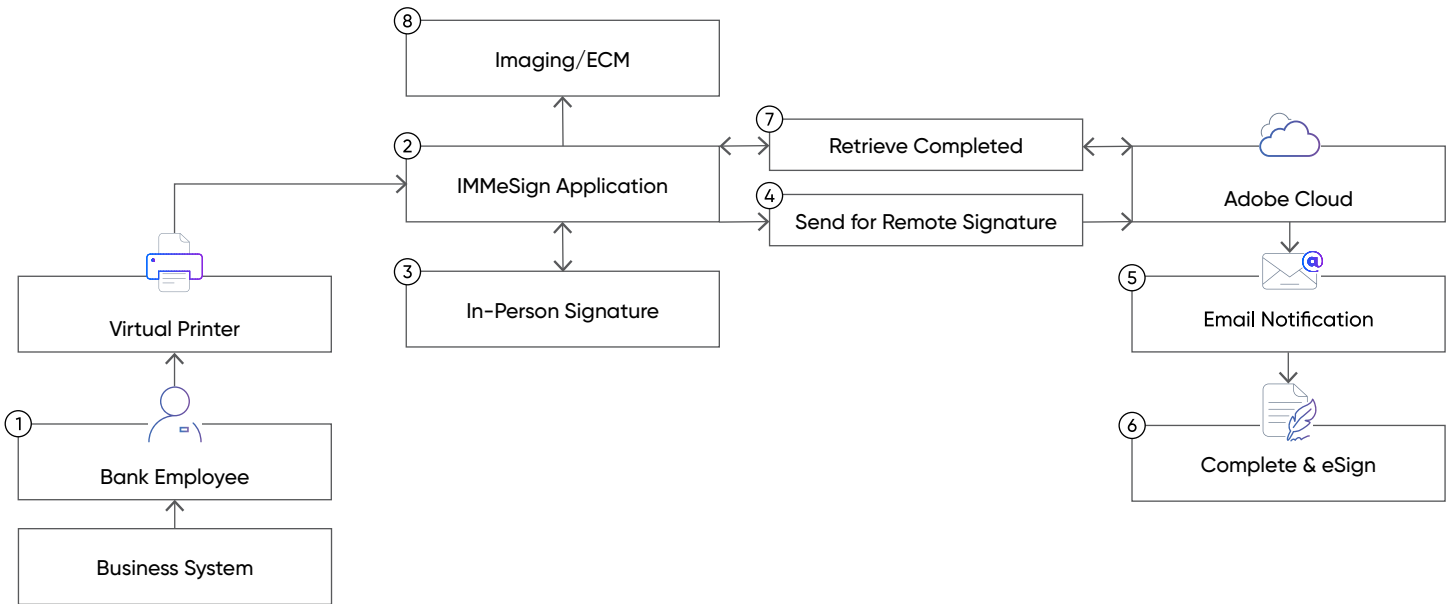 8
Imaging/ECM
7
Retrieve Completed
2
IMMeSign Application
Adobe Cloud
4
Send for Remote Signature
@
3
In-Person Signature
5
Email Notification
Virtual Printer
1
Bank Employee
6
Complete & eSign
Business System